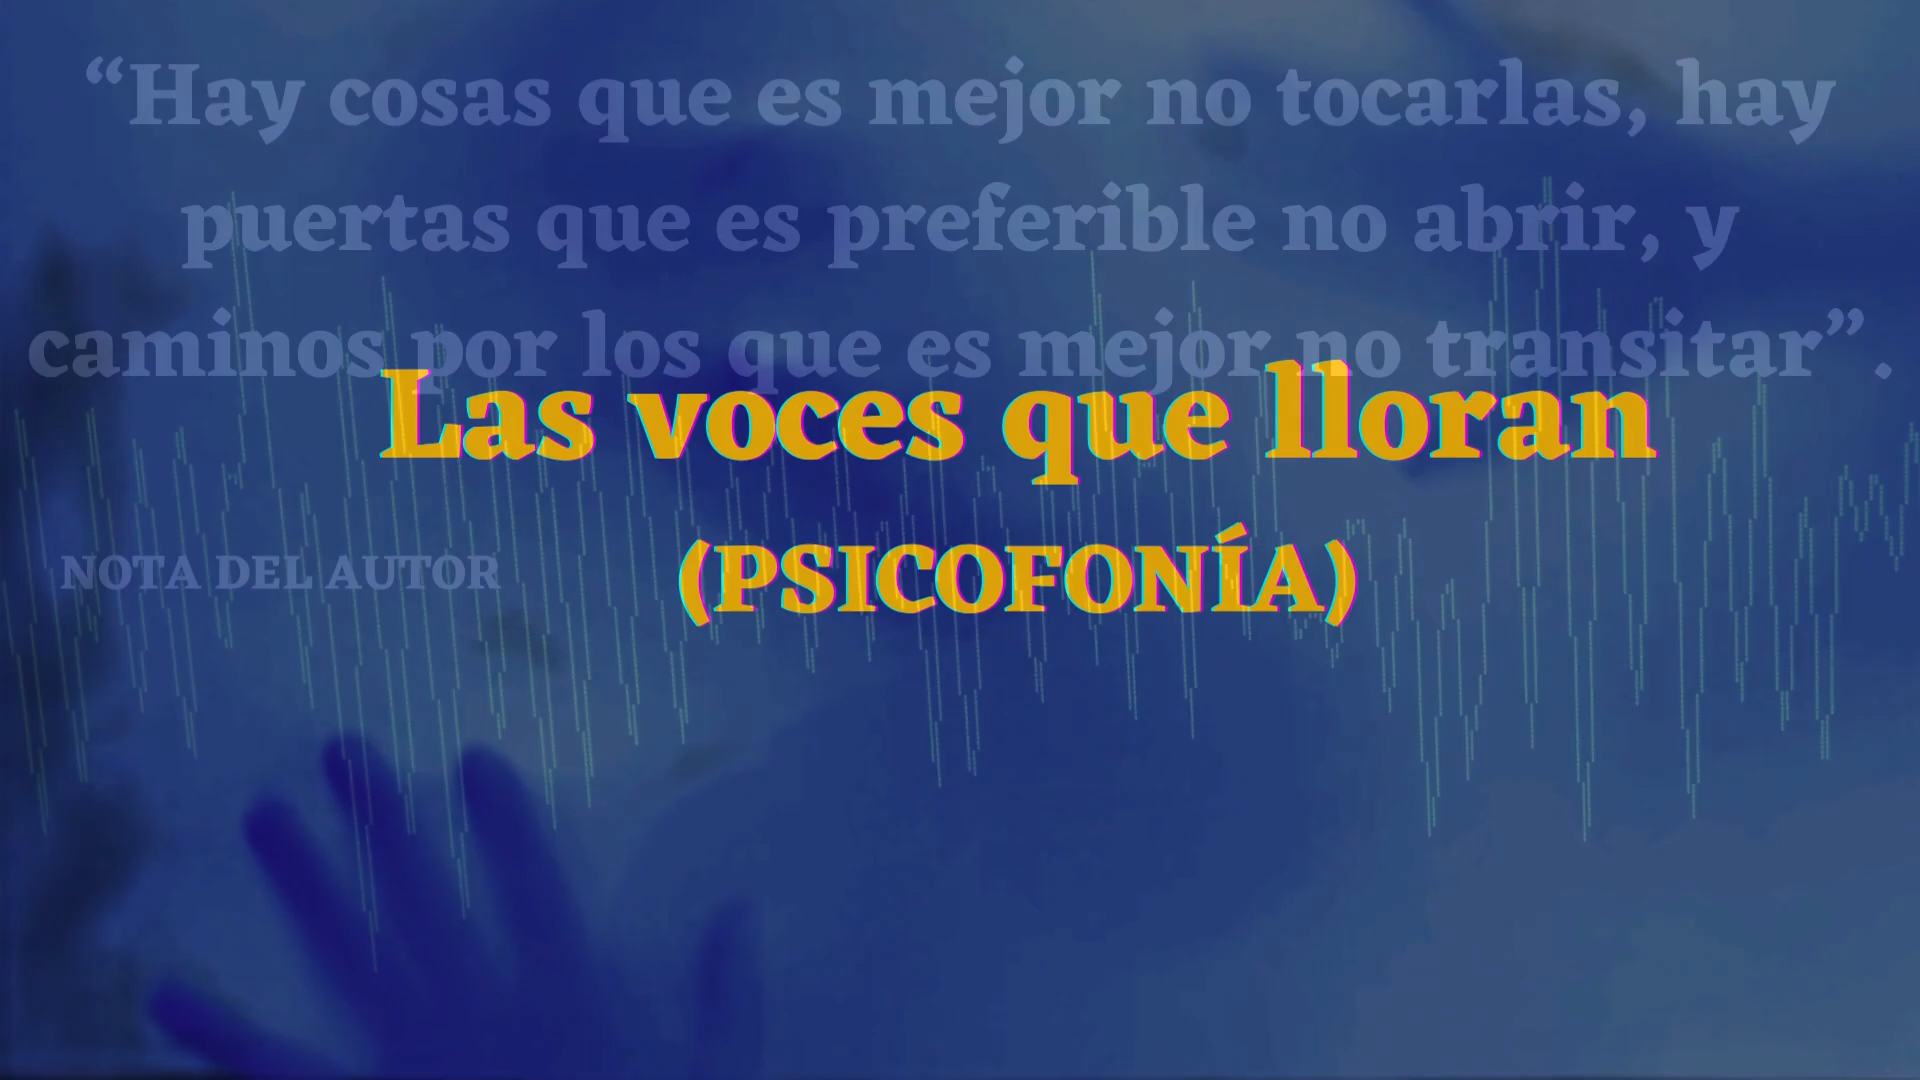 “Hay cosas que es mejor no tocarlas, hay
puertas que es preferible no abrir, y
caminos por los que es mejor no transitar”.
Las voces que lloran
(PSICOFONÍA)
NOTA DEL AUTOR